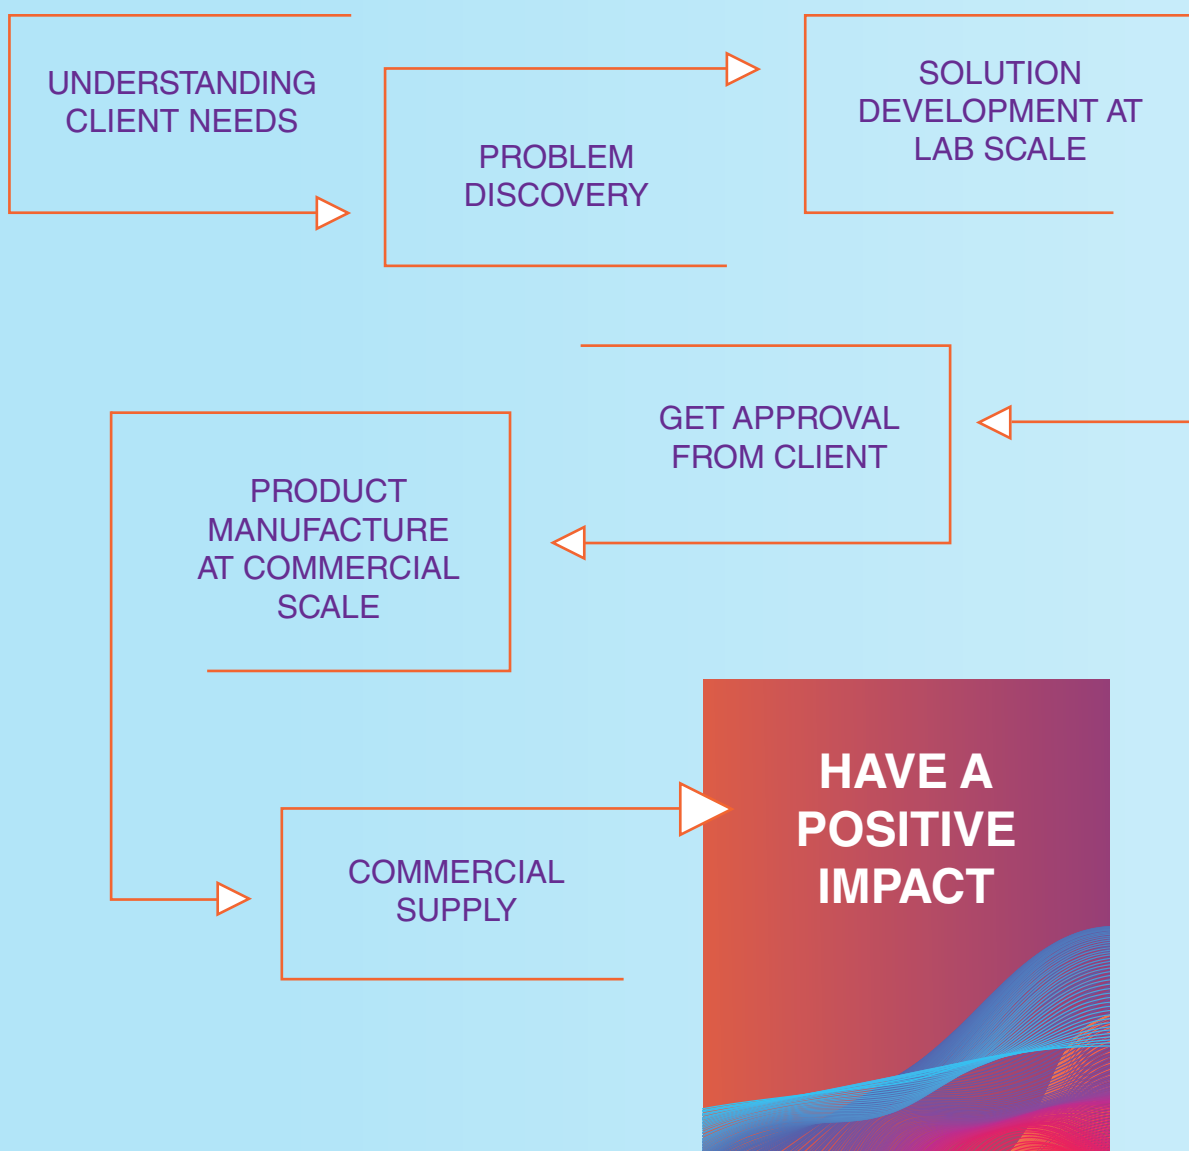 UNDERSTANDING
CLIENT NEEDS
PROBLEM
DISCOVERY
SOLUTION
DEVELOPMENT AT
LAB SCALE
GET APPROVAL
FROM CLIENT
PRODUCT
MANUFACTURE
AT COMMERCIAL
SCALE
COMMERCIAL
SUPPLY
HAVE A
POSITIVE
IMPACT